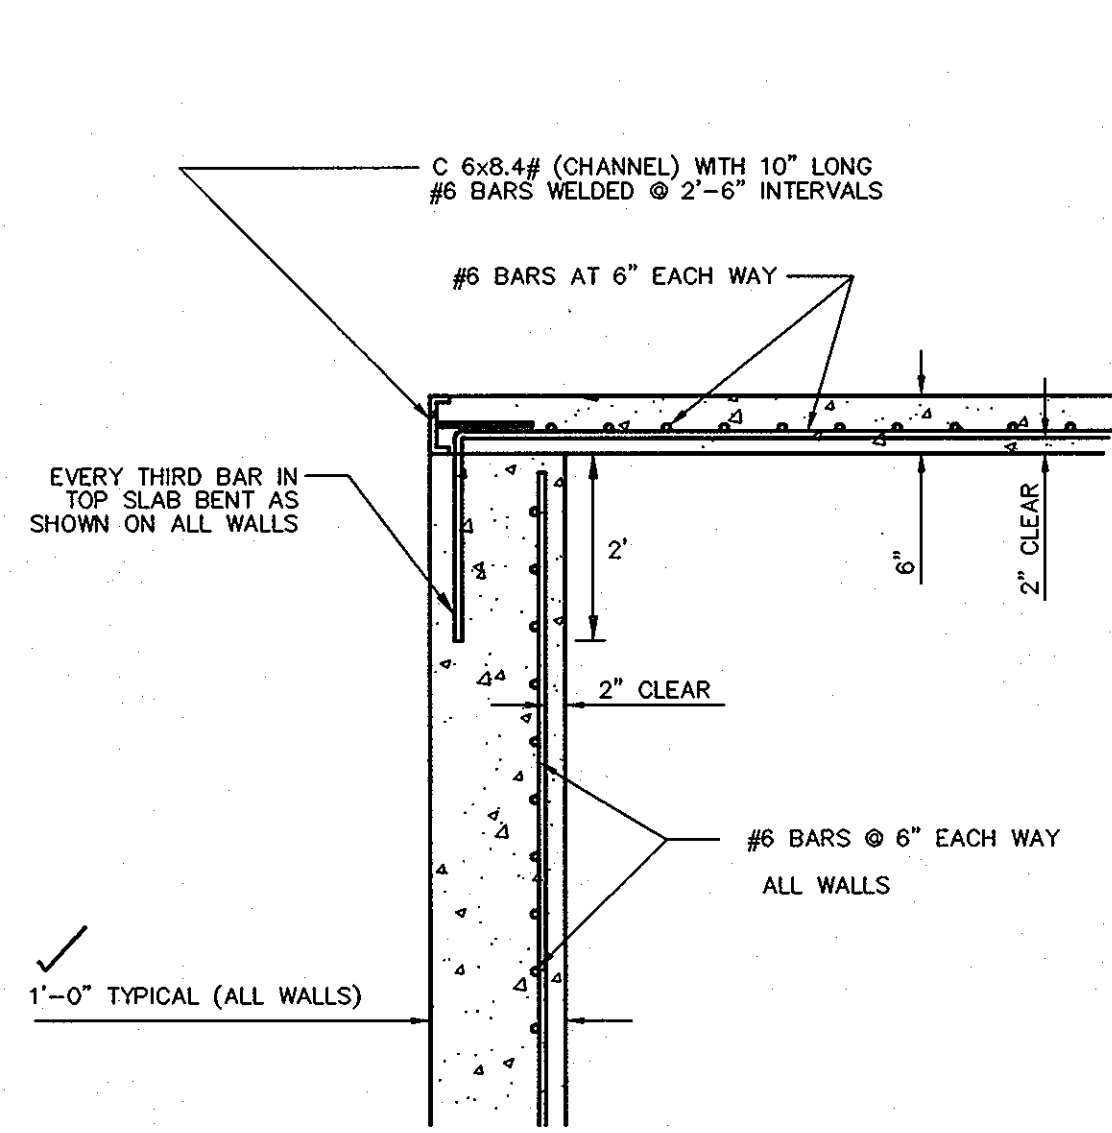 C 6x8.4# (CHANNEL) WITH 10" LONG
#6 BARS WELDED @ 2'-6" INTERVALS
#6 BARS AT 6" EACH WAY
EVERY THIRD BAR IN
TOP SLAB BENT AS
SHOWN ON ALL WALLS
2'
6"
2" CLEAR
2" CLEAR
#6 BARS @ 6" EACH WAY
ALL WALLS
1'-0" TYPICAL (ALL WALLS)